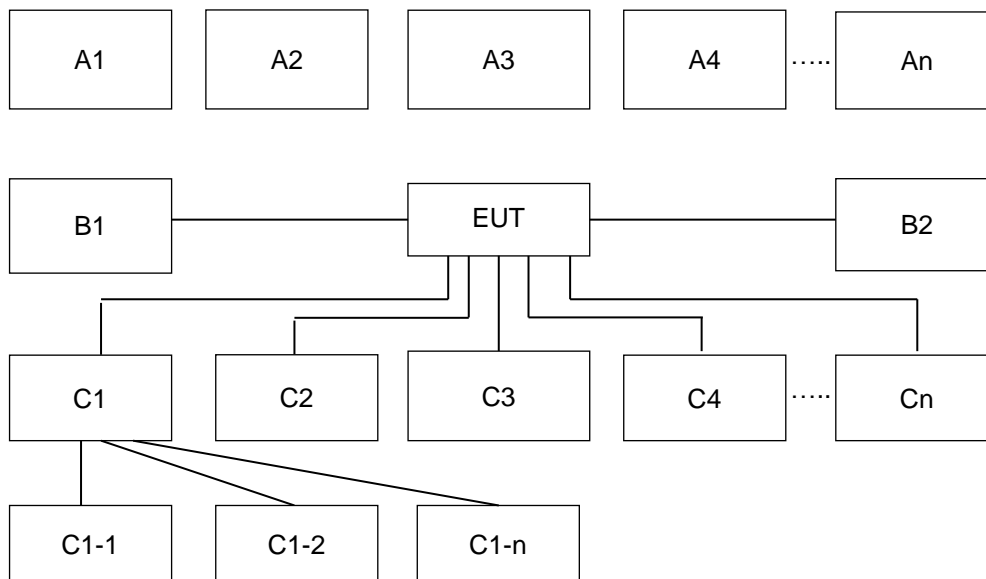 A1 A2 A3 A4 ..... An
B1 EUT B2
C1 C2 C3 C4 ..... Cn
C1-1 C1-2 C1-n